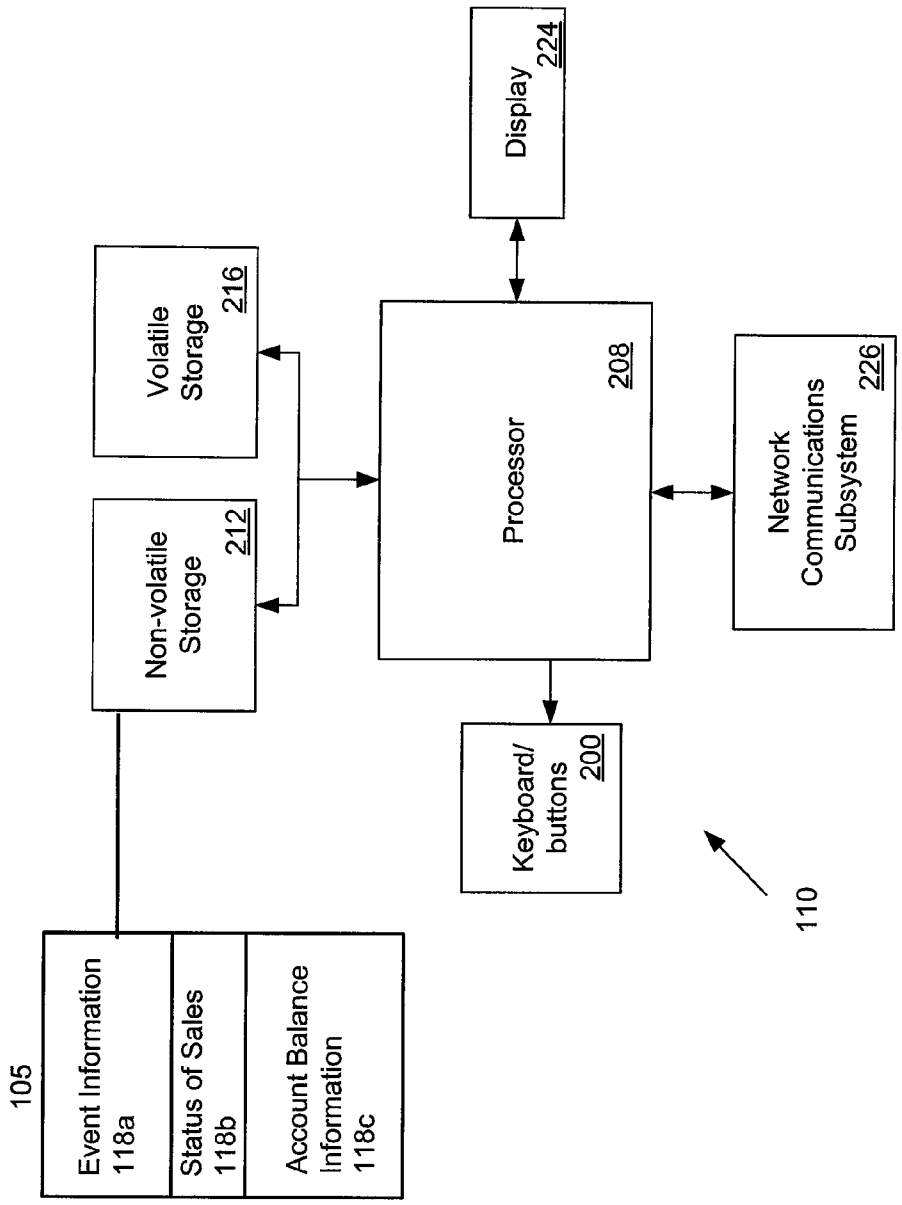 105
Event Information
118a
Status of Sales
118b
Account Balance
Information
118c
Non-volatile
Storage
212
Volatile
Storage
216
Keyboard/
buttons
200
Processor
208
Display
224
Network
Communications
Subsystem
226
110